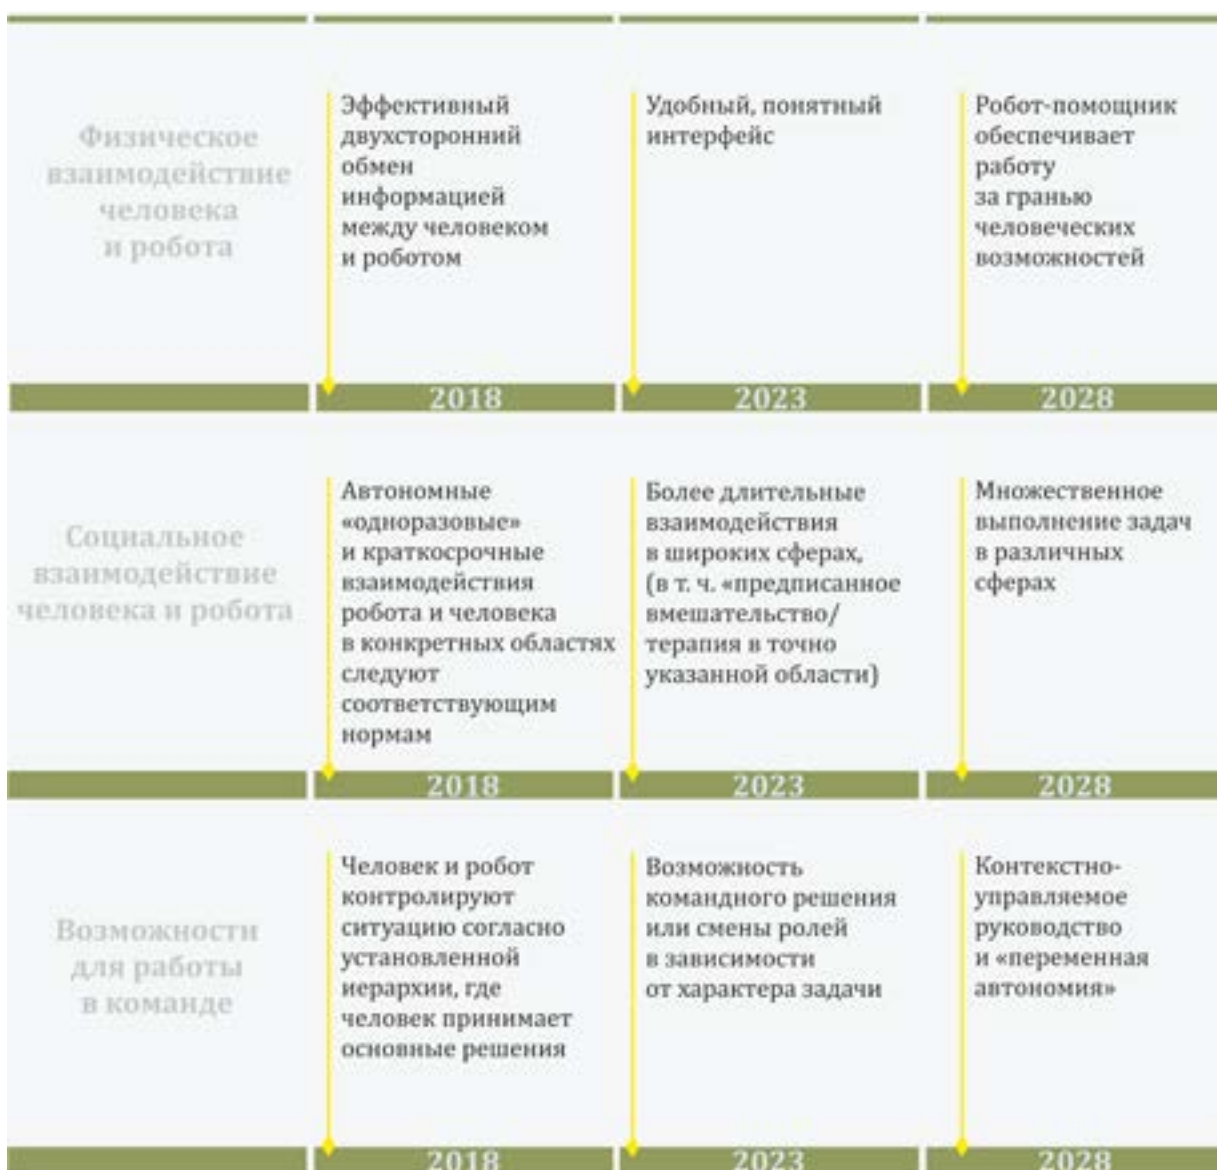 Физическое
взаимодействие
человека
и робота
Эффективный
двухсторонний
обмен
информацией
между человеком
и роботом
Удобный, понятный
интерфейс
Робот-помощник
обеспечивает
работу
за гранью
человеческих
возможностей
2018
2023
2028
Социальное
взаимодействие
человека и робота
Автономные
«одноразовые»
и краткосрочные
взаимодействия
робота и человека
в конкретных областях
следуют
соответствующим
нормам
Более длительные
взаимодействия
в широких сферах,
(в т. ч. «предписанное
вмешательство/
терапия в точно
указанной области)
Множественное
выполнение задач
в различных
сферах
2018
2023
2028
Возможности
для работы
в команде
Человек и робот
контролируют
ситуацию согласно
установленной
иерархии, где
человек принимает
основные решения
Возможность
командного решения
или смены ролей
в зависимости
от характера задачи
Контекстно-
управляемое
руководство
и «переменная
автономия»
2018
2023
2028